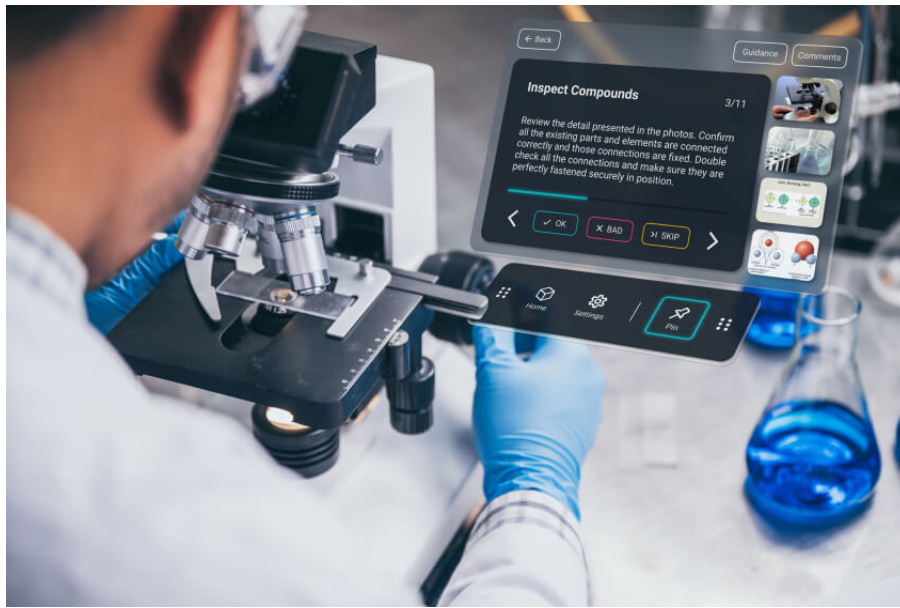 ← Back
Guidance
Comments
Inspect Compounds
3/11
Review the detail presented in the photos. Confirm
all the existing parts and elements are connected
correctly and those connections are fixed. Double
check all the connections and make sure they are
perfectly fastened securely in position.
OK
BAD
SKIP
Home
Settings
Pin